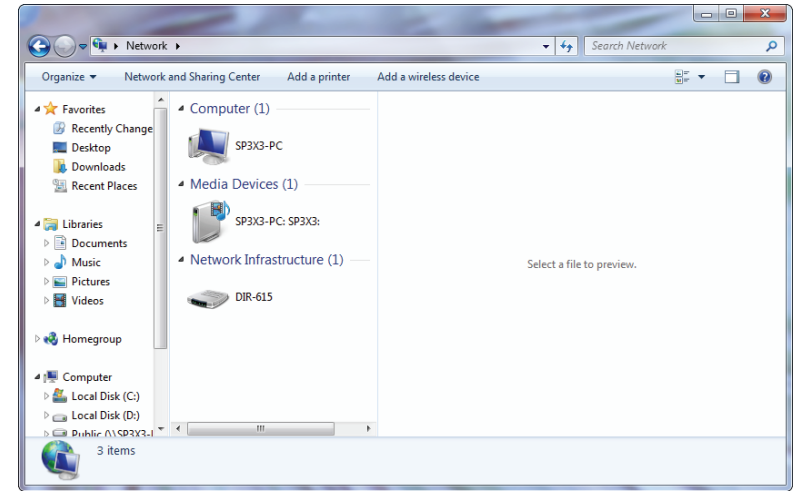 Network
Search Network
Organize
Network and Sharing Center
Add a printer
Add a wireless device
Favorites
Recently Change
Desktop
Downloads
Recent Places
Libraries
Documents
Music
Pictures
Videos
Homegroup
Computer
Local Disk (C:)
Local Disk (D:)
Public (\\SP3X3-
Computer (1)
SP3X3-PC
Media Devices (1)
SP3X3-PC: SP3X3:
Network Infrastructure (1)
DIR-615
Select a file to preview.
3 items